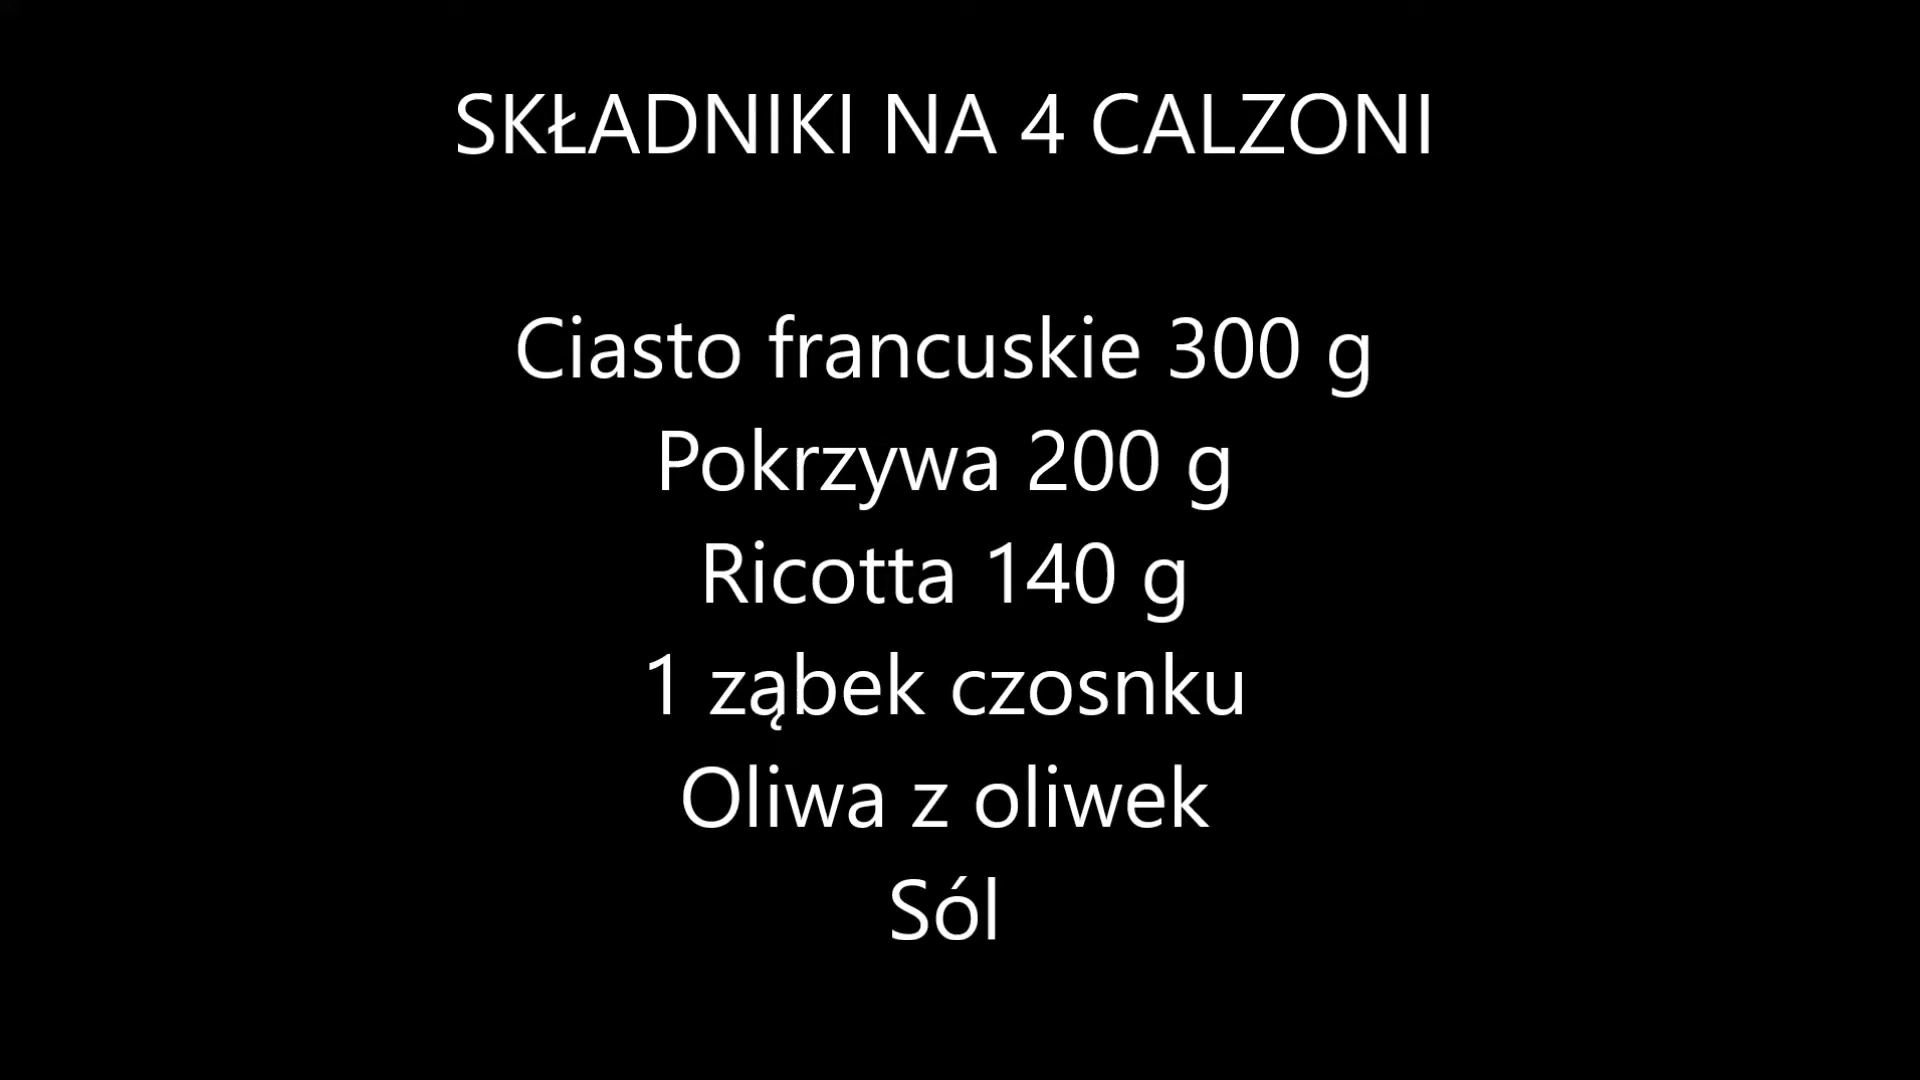 SKŁADNIKI NA 4 CALZONI
Ciasto francuskie 300 g
Pokrzywa 200 g
Ricotta 140 g
1 ząbek czosnku
Oliwa z oliwek
Sól